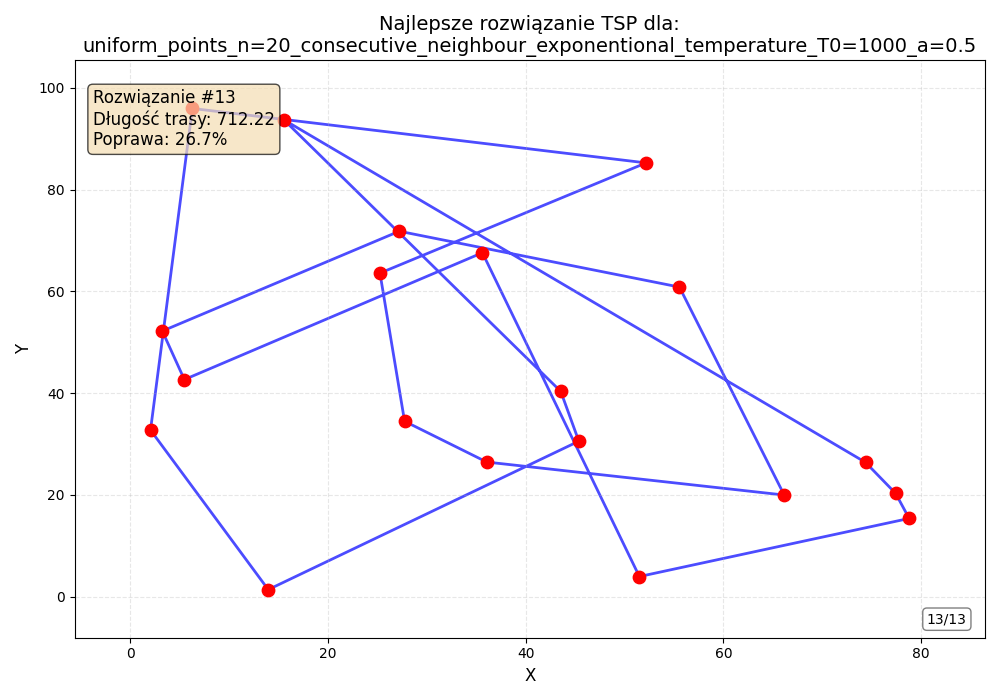 Najlepsze rozwiązanie TSP dla:
uniform_points_n=20_consecutive_neighbour_exponentional_temperature_T0=1000_a=0.5
Rozwiązanie #13
Długość trasy: 712.22
Poprawa: 26.7%
100
80
60
40
20
0
Y
13/13
0
20
40
60
80
X